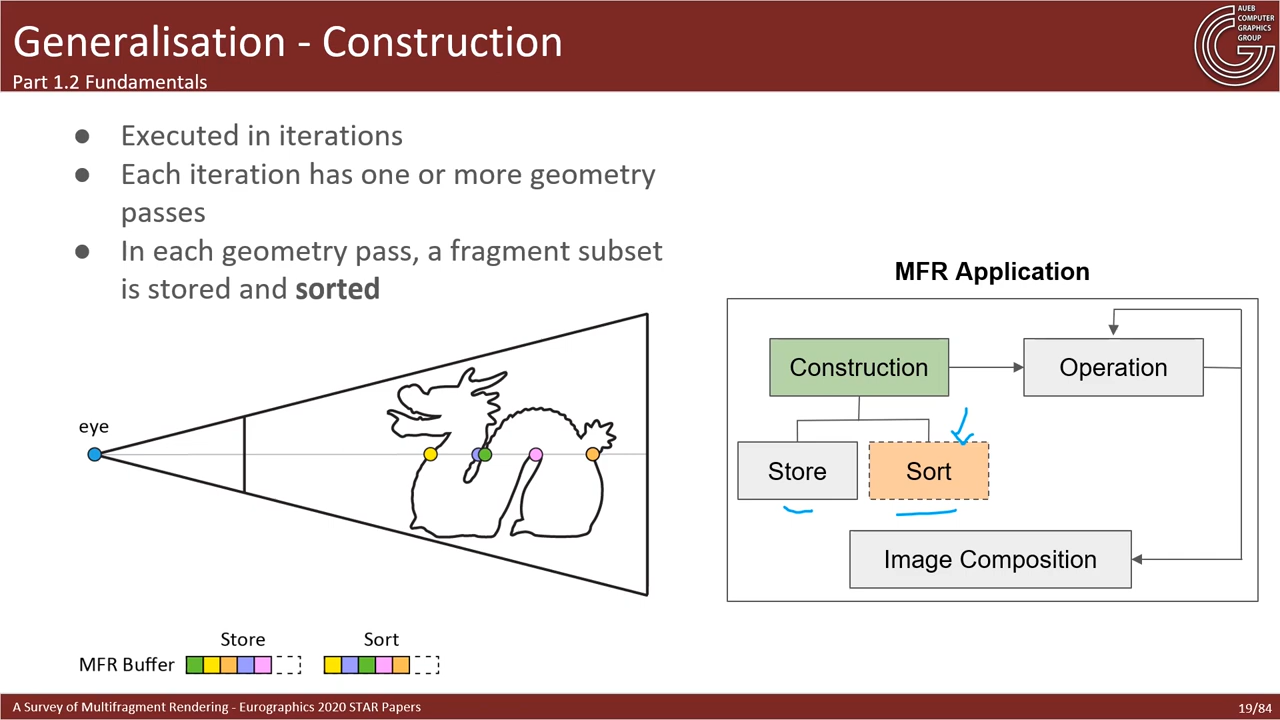 Generalisation - Construction
Part 1.2 Fundamentals
AUEB
COMPUTER
GRAPHICS
GROUP
● Executed in iterations
● Each iteration has one or more geometry
passes
● In each geometry pass, a fragment subset
is stored and sorted
eye
MFR Application
Construction
Operation
Store
Sort
Image Composition
Store
Sort
MFR Buffer
A Survey of Multifragment Rendering - Eurographics 2020 STAR Papers
19/84